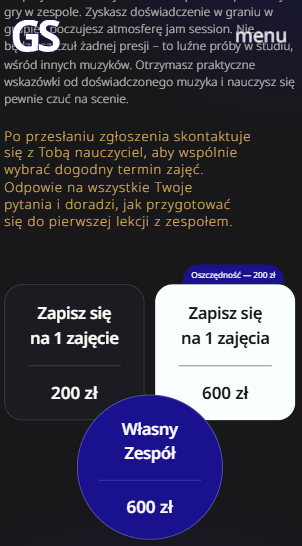 gry w zespole. Zyskasz doświadczenie w graniu w
grupie i poczujesz atmosferę jam session. Nie
GS
menu
będziesz czuł żadnej presji – to luźne próby w studiu,
wśród innych muzyków. Otrzymasz praktyczne
wskazówki od doświadczonego muzyka i nauczysz się
pewnie czuć na scenie.
Po przesłaniu zgłoszenia skontaktuje
się z Tobą nauczyciel, aby wspólnie
wybrać dogodny termin zajęć.
Odpowie na wszystkie Twoje
pytania i doradzi, jak przygotować
się do pierwszej lekcji z zespołem.
Oszczędność — 200 zł
Zapisz się
na 1 zajęcie
200 zł
Zapisz się
na 1 zajęcia
600 zł
Własny
Zespół
600 zł